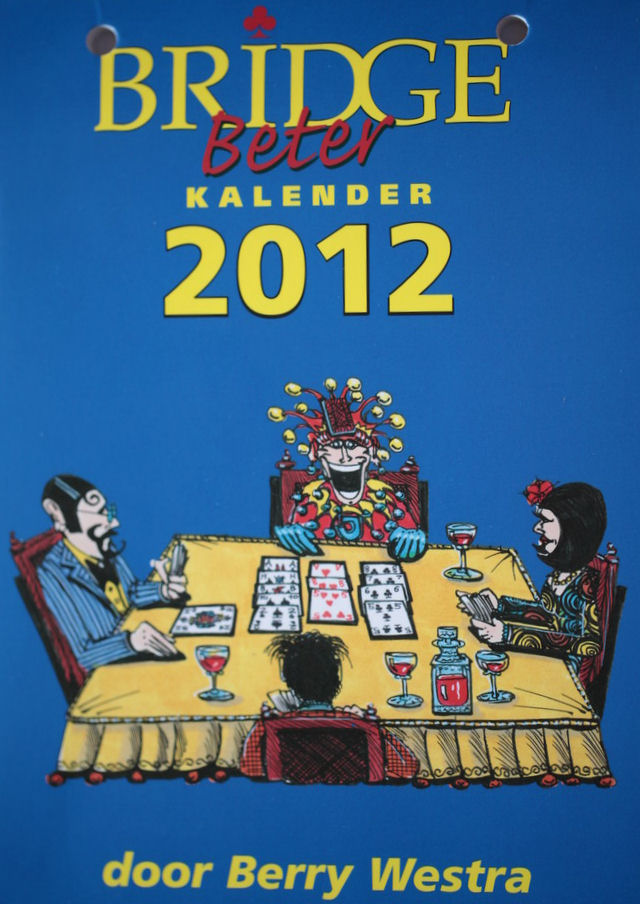 BRIDGE
Beter
KALENDER
2012
door Berry Westra